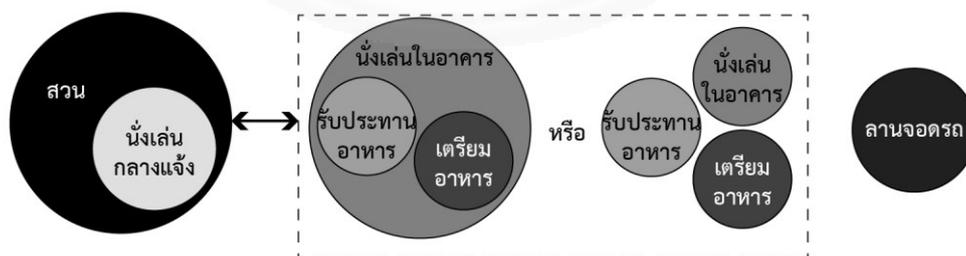 สวน
นั่งเล่น
กลางแจ้ง
นั่งเล่นในอาคาร
รับประทาน
อาหาร
เตรียม
อาหาร
หรือ
รับประทาน
อาหาร
นั่งเล่น
ในอาคาร
เตรียม
อาหาร
ลานจอดรถ